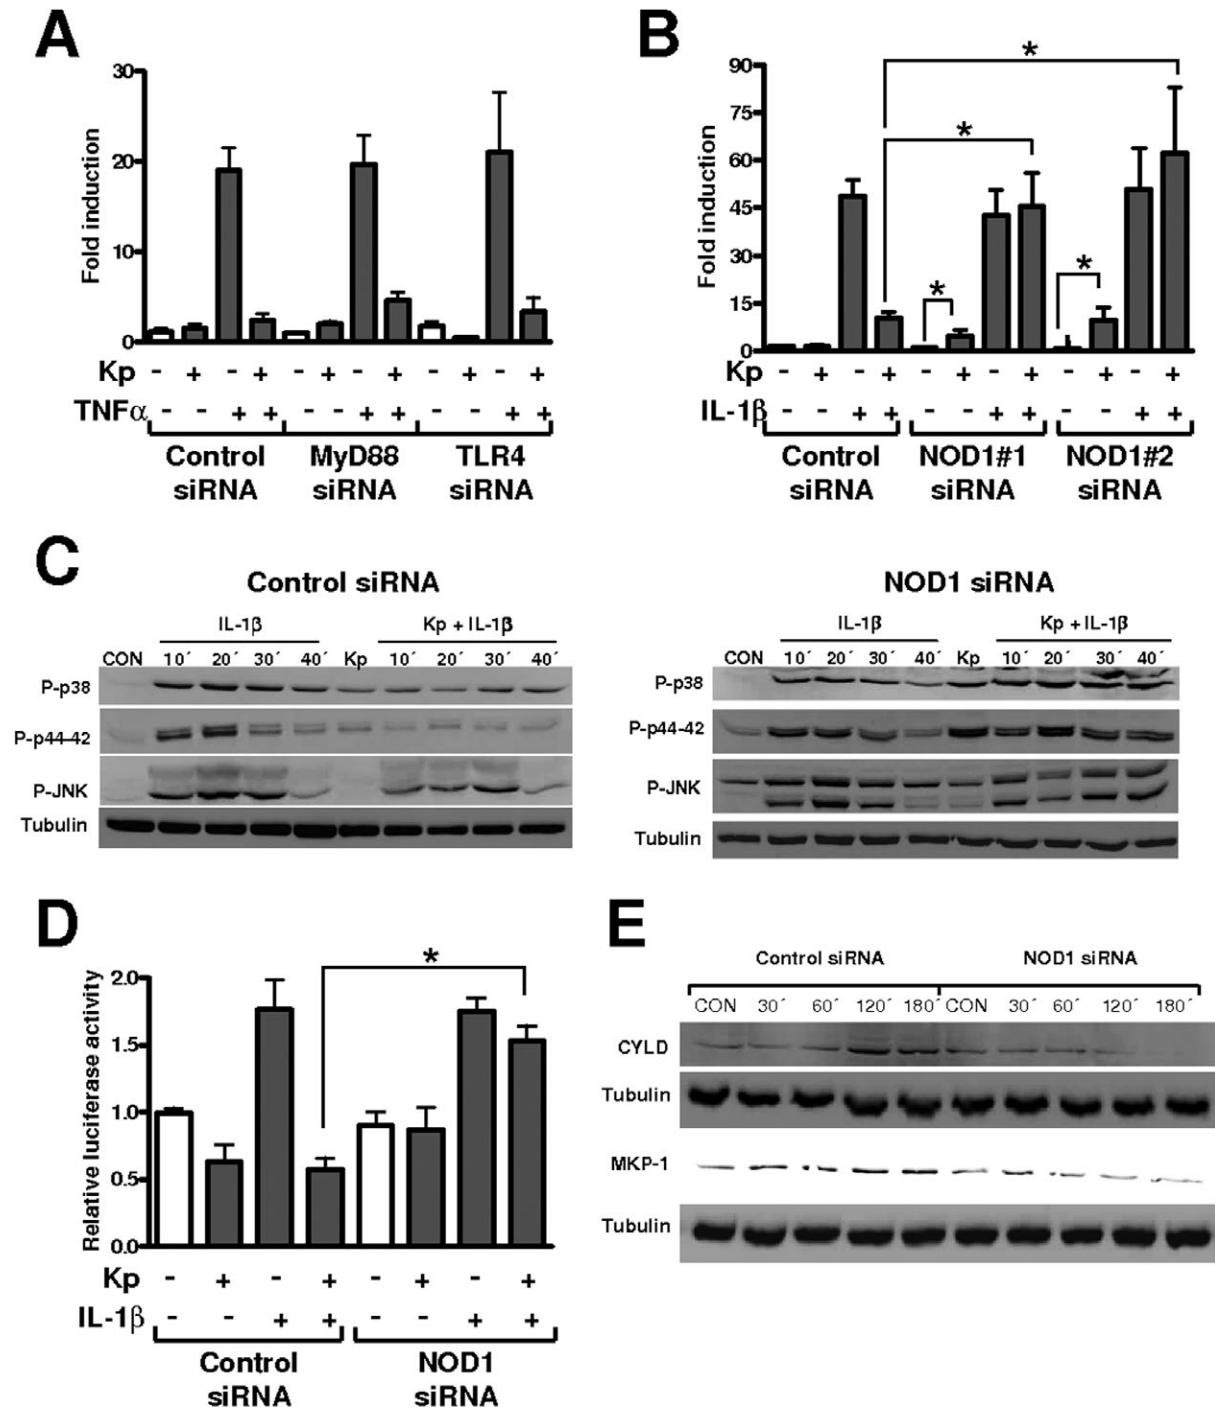 A
B
30
20
10
0
Fold induction
Kp - + - + - + - + - + - +
TNFα - - + + - - + + - - + +
Control MyD88 TLR4
siRNA siRNA siRNA
90
75
60
45
30
15
0
Fold induction
* * * *
Kp - + - + - + - + - + - +
IL-1β - - + + - - + + - - + +
Control NOD1#1 NOD1#2
siRNA siRNA siRNA
C
Control siRNA
IL-1β Kp + IL-1β
CON 10´ 20´ 30´ 40´ Kp 10´ 20´ 30´ 40´
P-p38
P-p44-42
P-JNK
Tubulin
NOD1 siRNA
IL-1β Kp + IL-1β
CON 10´ 20´ 30´ 40´ Kp 10´ 20´ 30´ 40´
P-p38
P-p44-42
P-JNK
Tubulin
D
2.0
1.5
1.0
0.5
0.0
Relative luciferase activity
*
Kp - + - + - + - +
IL-1β - - + + - - + +
Control NOD1
siRNA siRNA
E
Control siRNA NOD1 siRNA
CON 30´ 60´ 120´ 180´ CON 30´ 60´ 120´ 180´
CYLD
Tubulin
MKP-1
Tubulin